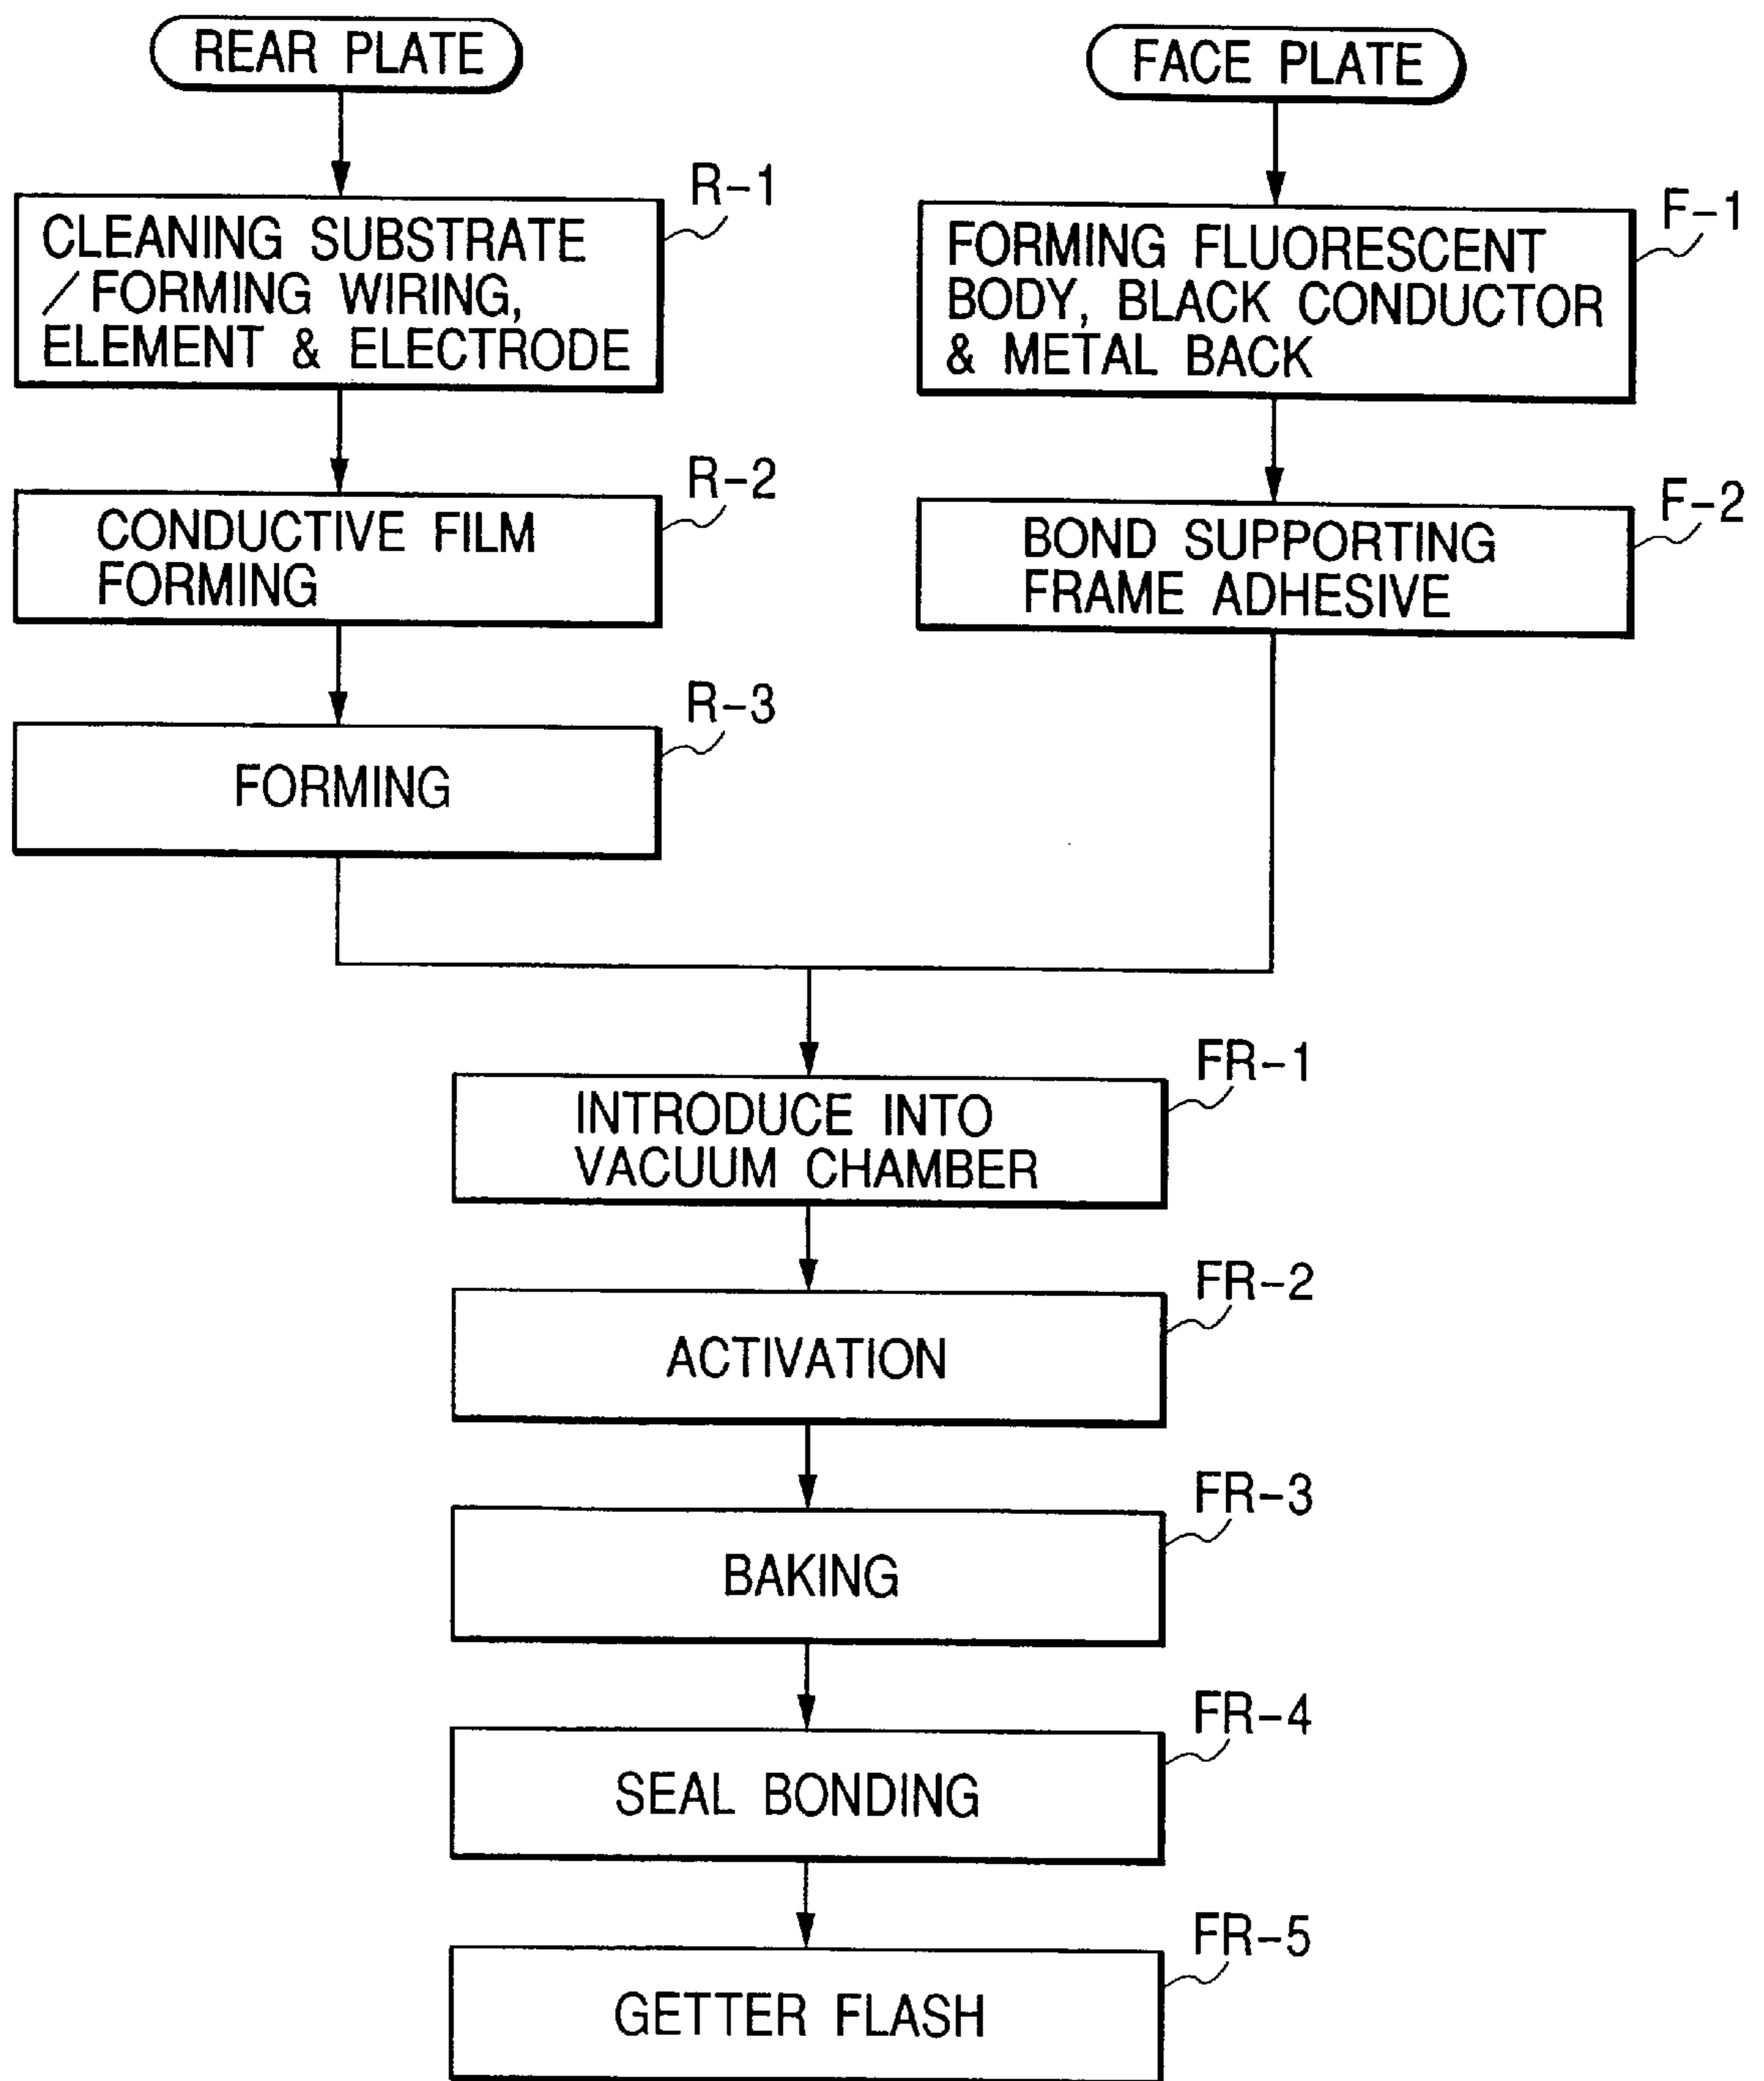 REAR PLATE
R-1
CLEANING SUBSTRATE
/FORMING WIRING,
ELEMENT & ELECTRODE
R-2
CONDUCTIVE FILM
FORMING
R-3
FORMING
FACE PLATE
F-1
FORMING FLUORESCENT
BODY, BLACK CONDUCTOR
& METAL BACK
F-2
BOND SUPPORTING
FRAME ADHESIVE
FR-1
INTRODUCE INTO
VACUUM CHAMBER
FR-2
ACTIVATION
FR-3
BAKING
FR-4
SEAL BONDING
FR-5
GETTER FLASH